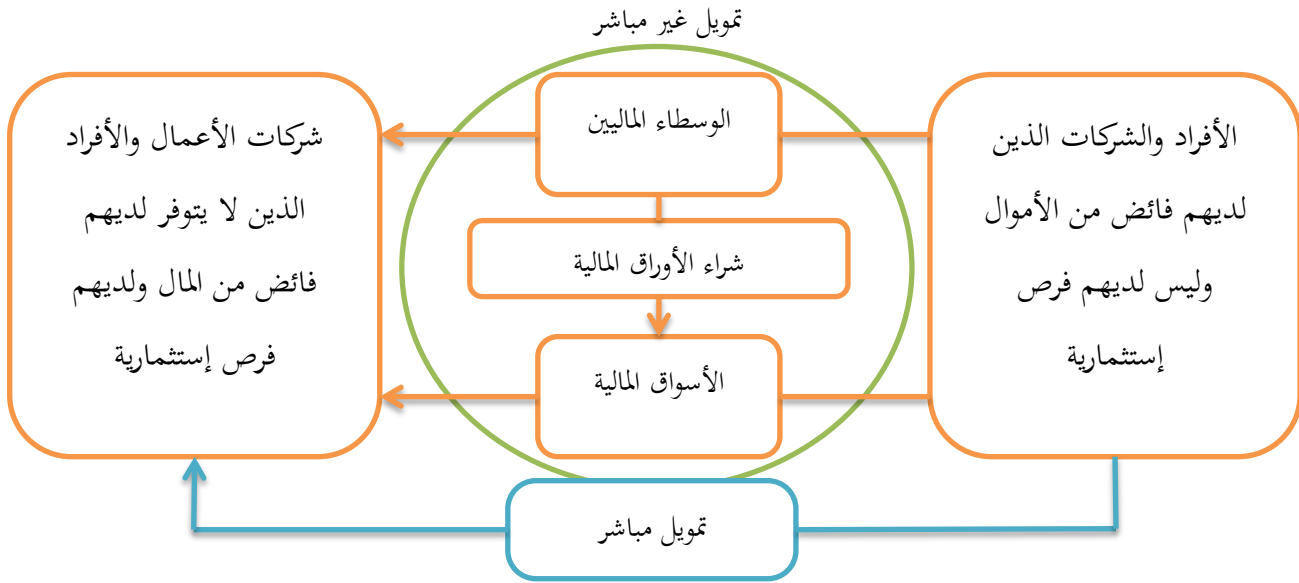 تمويل غير مباشر
الأفراد والشركات الذين
لديهم فائض من الأموال
وليس لديهم فرص
إستثمارية
الوسطاء الماليين
شراء الأوراق المالية
الأسواق المالية
شركات الأعمال والأفراد
الذين لا يتوفر لديهم
فائض من المال ولديهم
فرص إستثمارية
تمويل مباشر